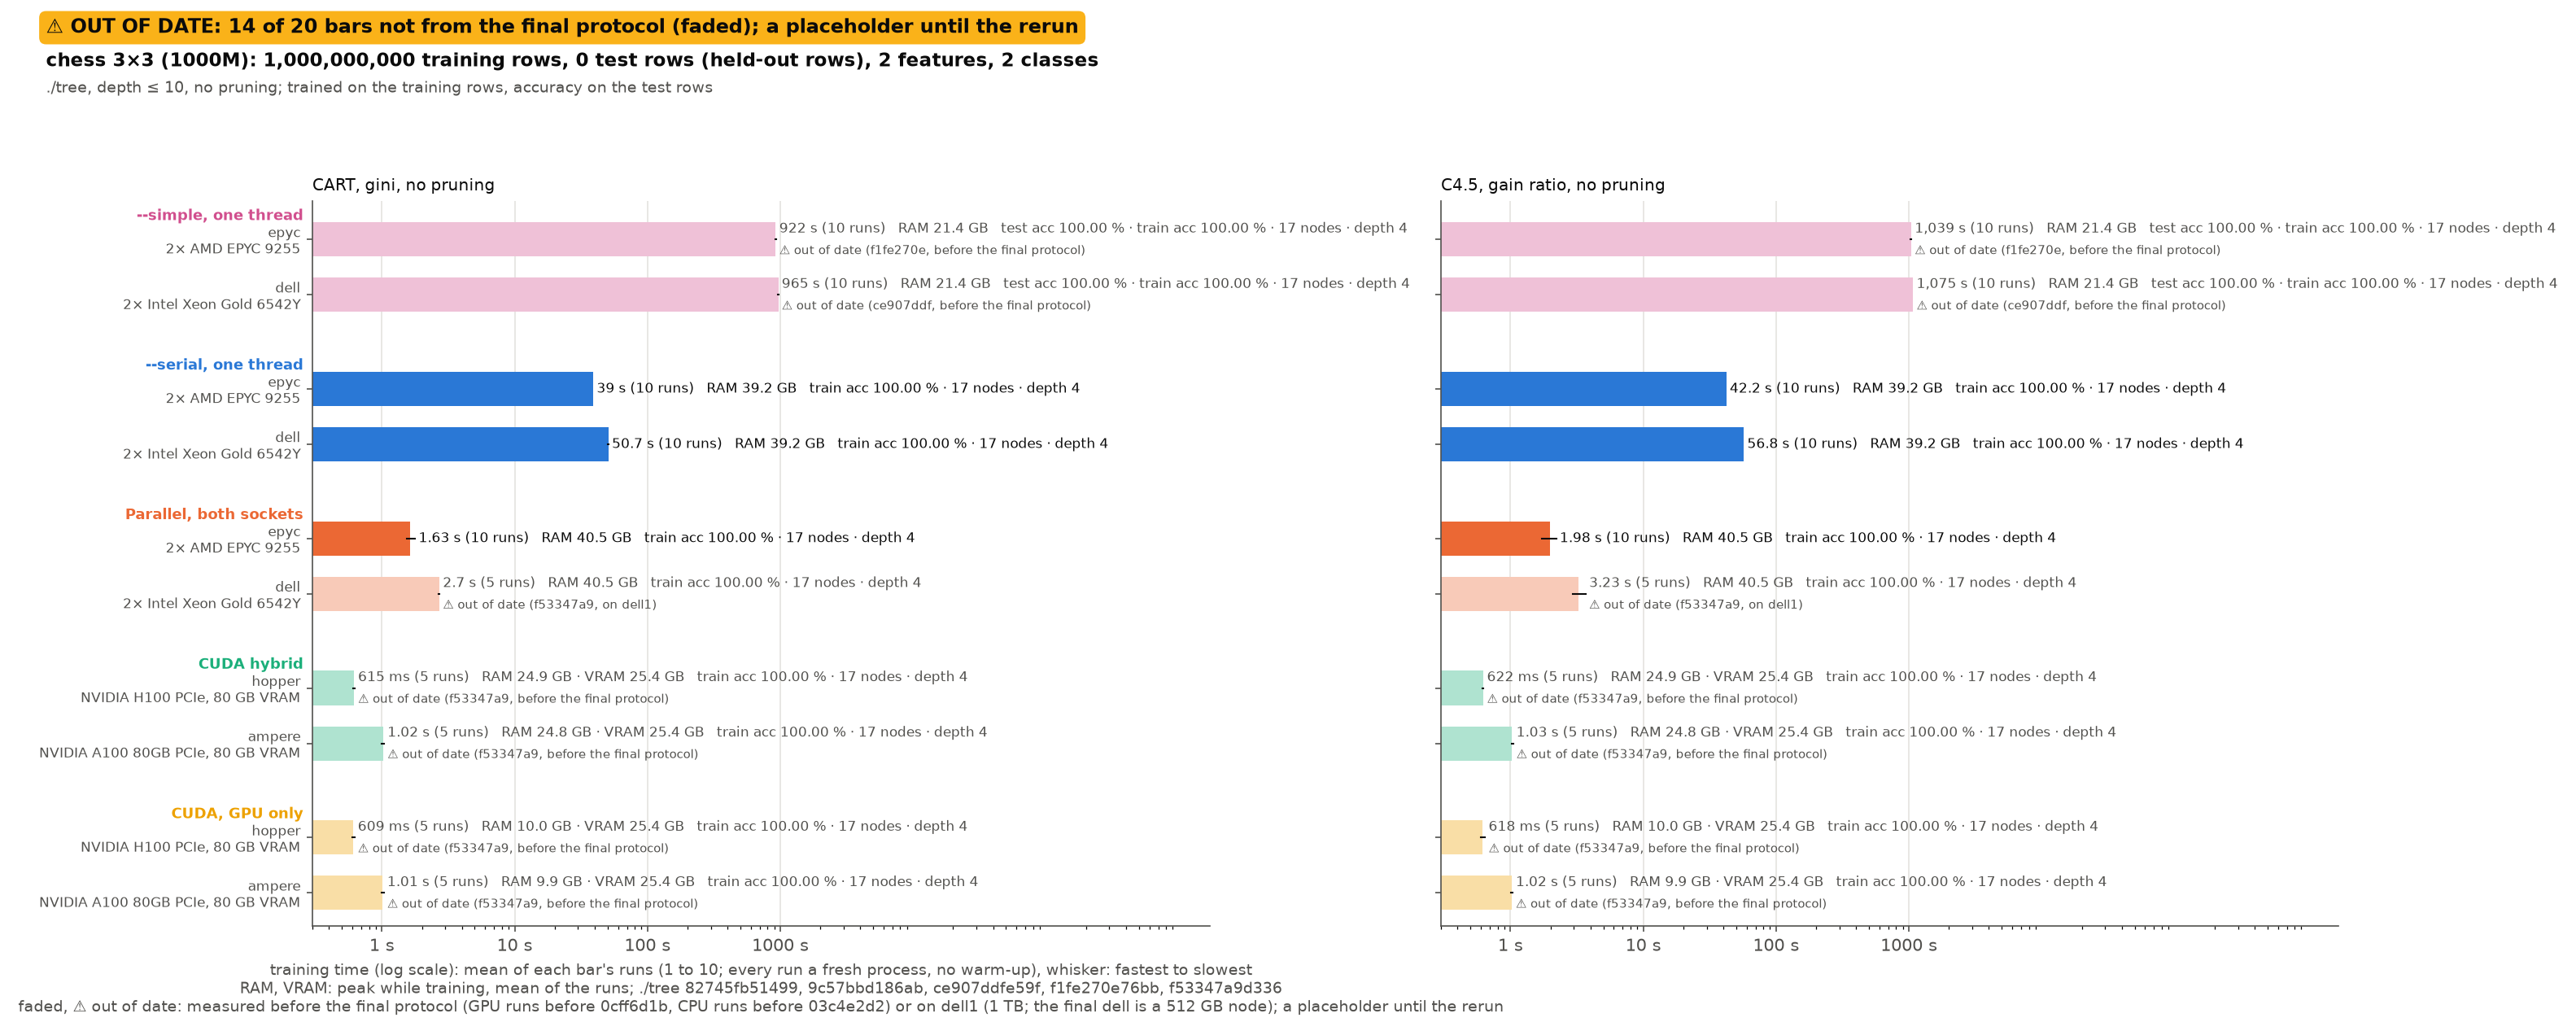 ⚠ OUT OF DATE: 14 of 20 bars not from the final protocol (faded); a placeholder until the rerun
chess 3×3 (1000M): 1,000,000,000 training rows, 0 test rows (held-out rows), 2 features, 2 classes
./tree, depth ≤ 10, no pruning; trained on the training rows, accuracy on the test rows
CART, gini, no pruning
--simple, one thread
epyc
2× AMD EPYC 9255
922 s (10 runs) RAM 21.4 GB test acc 100.00 % · train acc 100.00 % · 17 nodes · depth 4
⚠ out of date (f1fe270e, before the final protocol)
dell
2× Intel Xeon Gold 6542Y
965 s (10 runs) RAM 21.4 GB test acc 100.00 % · train acc 100.00 % · 17 nodes · depth 4
⚠ out of date (ce907ddf, before the final protocol)
--serial, one thread
epyc
2× AMD EPYC 9255
39 s (10 runs) RAM 39.2 GB train acc 100.00 % · 17 nodes · depth 4
dell
2× Intel Xeon Gold 6542Y
50.7 s (10 runs) RAM 39.2 GB train acc 100.00 % · 17 nodes · depth 4
Parallel, both sockets
epyc
2× AMD EPYC 9255
1.63 s (10 runs) RAM 40.5 GB train acc 100.00 % · 17 nodes · depth 4
dell
2× Intel Xeon Gold 6542Y
2.7 s (5 runs) RAM 40.5 GB train acc 100.00 % · 17 nodes · depth 4
⚠ out of date (f53347a9, on dell1)
CUDA hybrid
hopper
NVIDIA H100 PCIe, 80 GB VRAM
615 ms (5 runs) RAM 24.9 GB · VRAM 25.4 GB train acc 100.00 % · 17 nodes · depth 4
⚠ out of date (f53347a9, before the final protocol)
ampere
NVIDIA A100 80GB PCIe, 80 GB VRAM
1.02 s (5 runs) RAM 24.8 GB · VRAM 25.4 GB train acc 100.00 % · 17 nodes · depth 4
⚠ out of date (f53347a9, before the final protocol)
CUDA, GPU only
hopper
NVIDIA H100 PCIe, 80 GB VRAM
609 ms (5 runs) RAM 10.0 GB · VRAM 25.4 GB train acc 100.00 % · 17 nodes · depth 4
⚠ out of date (f53347a9, before the final protocol)
ampere
NVIDIA A100 80GB PCIe, 80 GB VRAM
1.01 s (5 runs) RAM 9.9 GB · VRAM 25.4 GB train acc 100.00 % · 17 nodes · depth 4
⚠ out of date (f53347a9, before the final protocol)
1 s 10 s 100 s 1000 s
C4.5, gain ratio, no pruning
1,039 s (10 runs) RAM 21.4 GB test acc 100.00 % · train acc 100.00 % · 17 nodes · depth 4
⚠ out of date (f1fe270e, before the final protocol)
1,075 s (10 runs) RAM 21.4 GB test acc 100.00 % · train acc 100.00 % · 17 nodes · depth 4
⚠ out of date (ce907ddf, before the final protocol)
42.2 s (10 runs) RAM 39.2 GB train acc 100.00 % · 17 nodes · depth 4
56.8 s (10 runs) RAM 39.2 GB train acc 100.00 % · 17 nodes · depth 4
1.98 s (10 runs) RAM 40.5 GB train acc 100.00 % · 17 nodes · depth 4
3.23 s (5 runs) RAM 40.5 GB train acc 100.00 % · 17 nodes · depth 4
⚠ out of date (f53347a9, on dell1)
622 ms (5 runs) RAM 24.9 GB · VRAM 25.4 GB train acc 100.00 % · 17 nodes · depth 4
⚠ out of date (f53347a9, before the final protocol)
1.03 s (5 runs) RAM 24.8 GB · VRAM 25.4 GB train acc 100.00 % · 17 nodes · depth 4
⚠ out of date (f53347a9, before the final protocol)
618 ms (5 runs) RAM 10.0 GB · VRAM 25.4 GB train acc 100.00 % · 17 nodes · depth 4
⚠ out of date (f53347a9, before the final protocol)
1.02 s (5 runs) RAM 9.9 GB · VRAM 25.4 GB train acc 100.00 % · 17 nodes · depth 4
⚠ out of date (f53347a9, before the final protocol)
1 s 10 s 100 s 1000 s
training time (log scale): mean of each bar's runs (1 to 10; every run a fresh process, no warm-up), whisker: fastest to slowest
RAM, VRAM: peak while training, mean of the runs; ./tree 82745fb51499, 9c57bbd186ab, ce907ddfe59f, f1fe270e76bb, f53347a9d336
faded, ⚠ out of date: measured before the final protocol (GPU runs before 0cff6d1b, CPU runs before 03c4e2d2) or on dell1 (1 TB; the final dell is a 512 GB node); a placeholder until the rerun